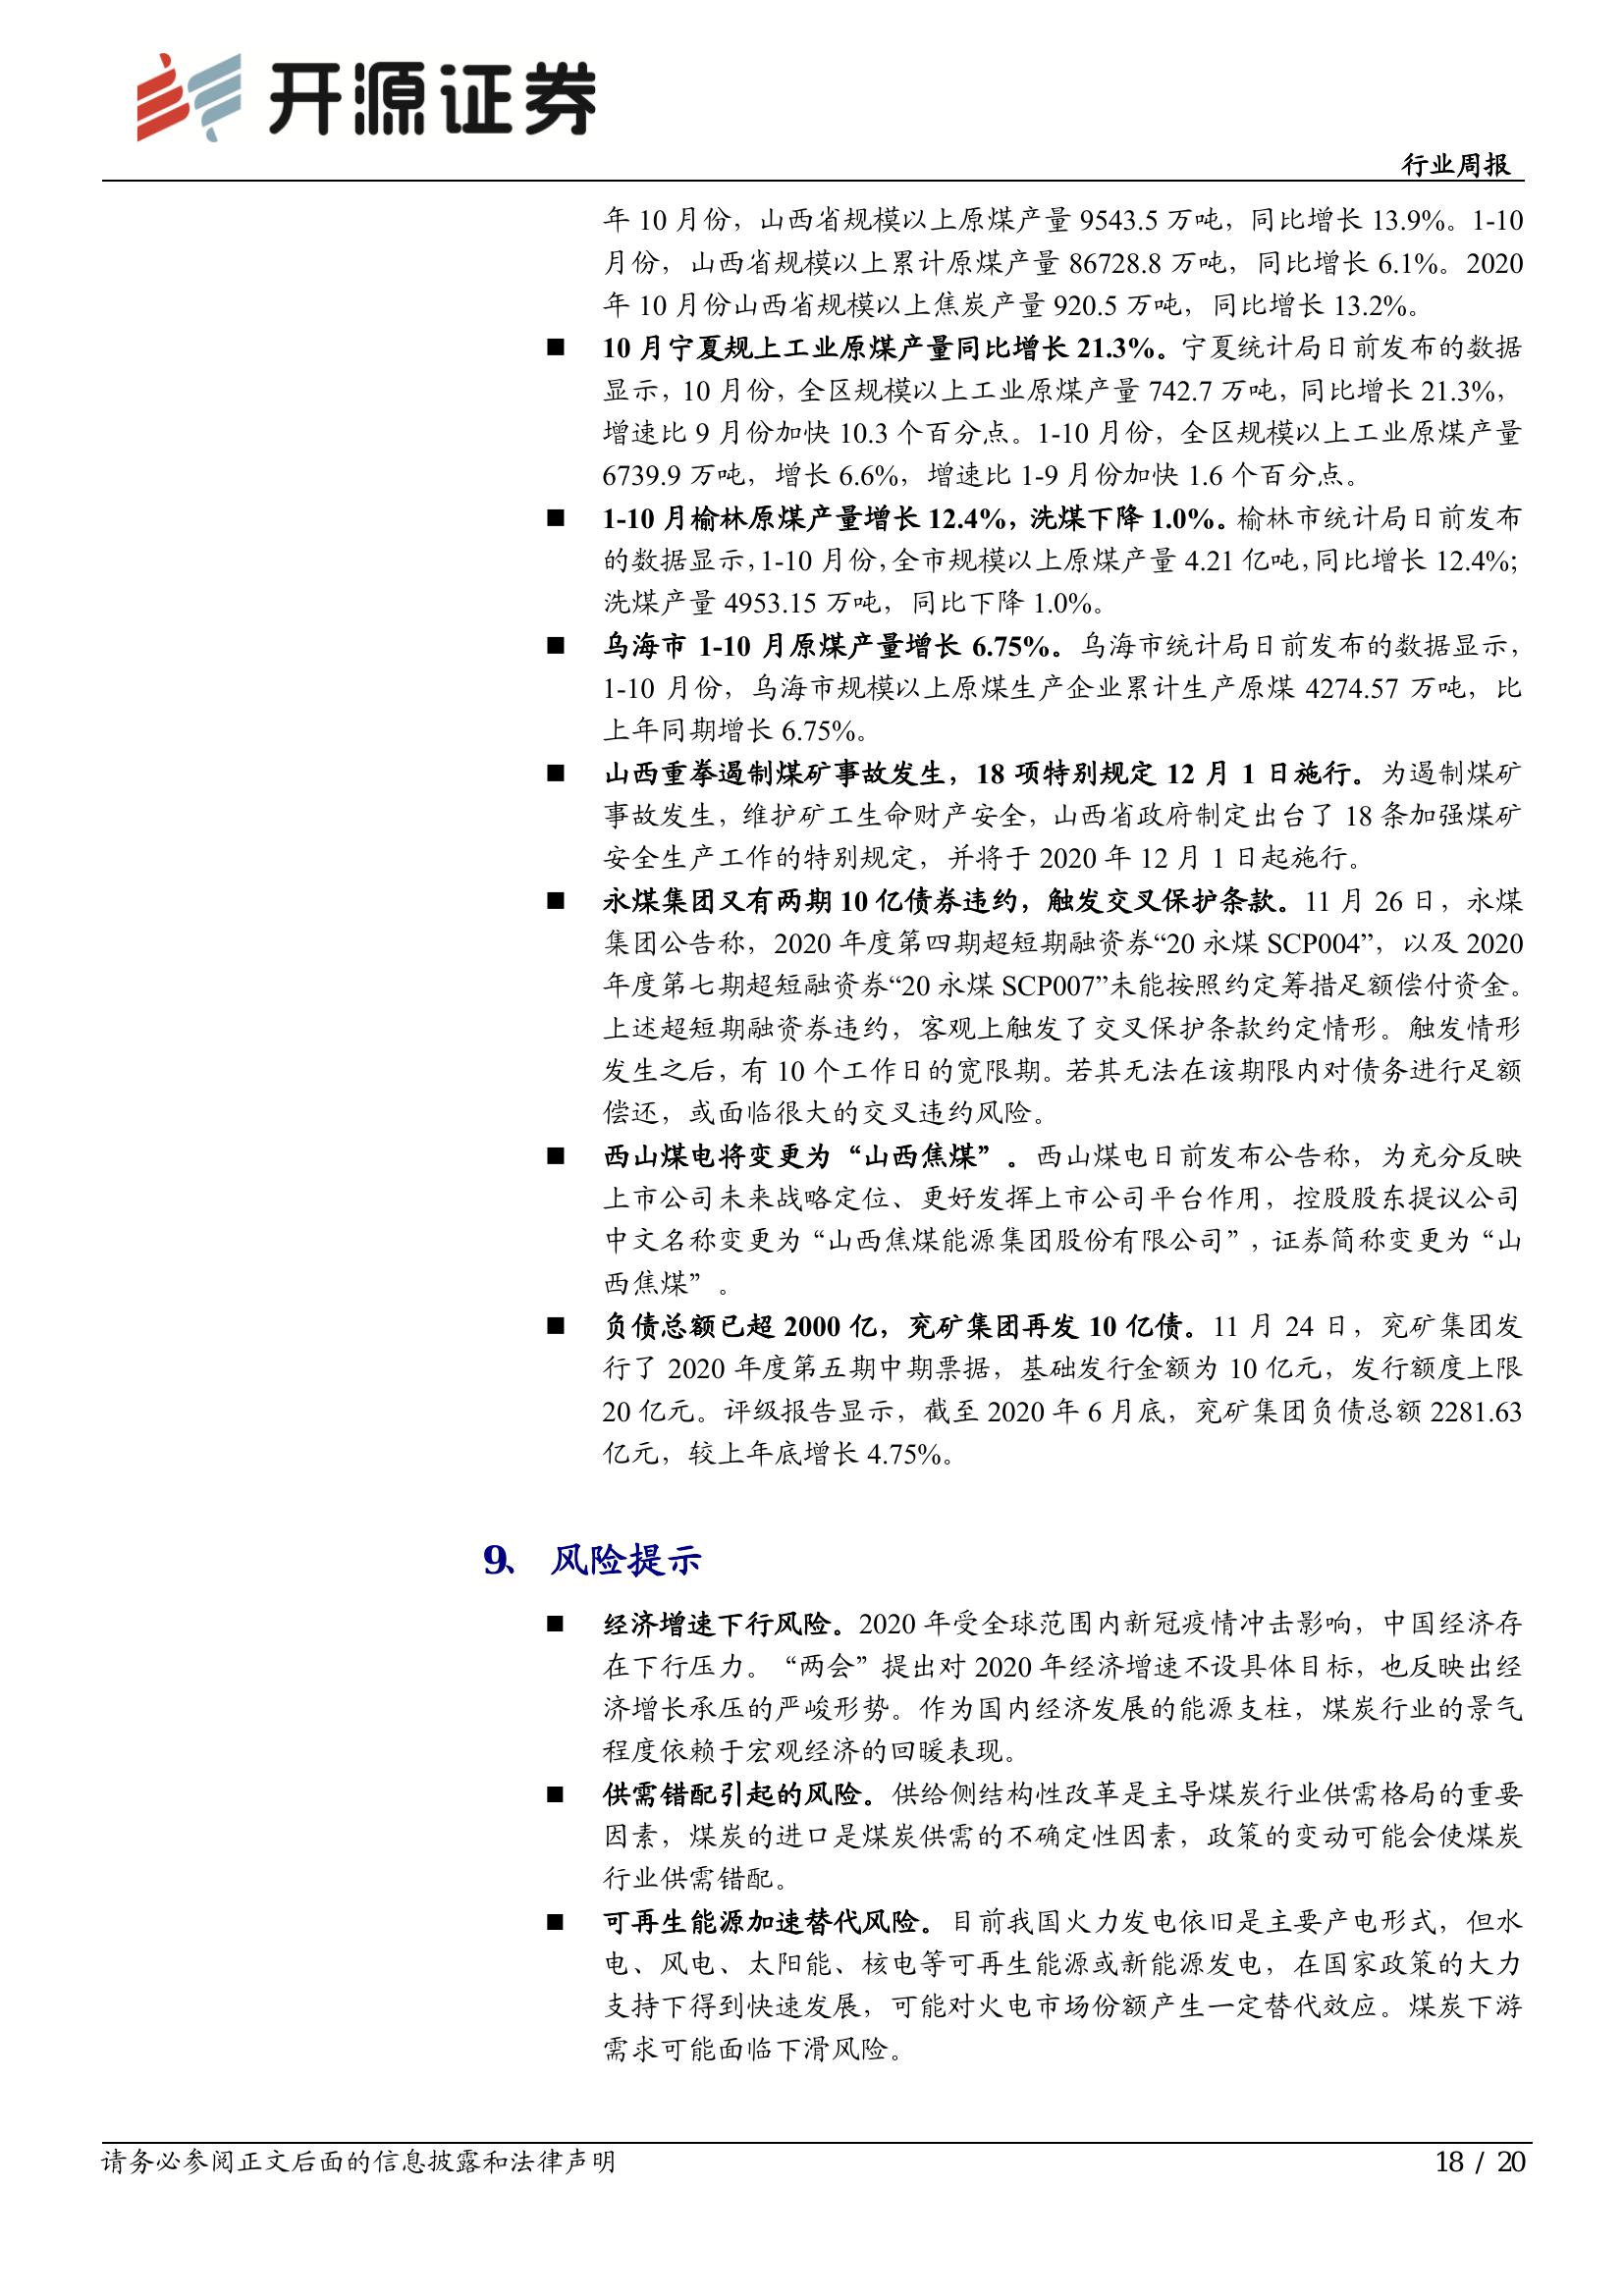 开源证券
行业周报
年 10 月份，山西省规模以上原煤产量 9543.5 万吨，同比增长 13.9%。1-10
月份，山西省规模以上累计原煤产量 86728.8 万吨，同比增长 6.1%。2020
年 10 月份山西省规模以上焦炭产量 920.5 万吨，同比增长 13.2%。
■ 10 月宁夏规上工业原煤产量同比增长 21.3%。宁夏统计局日前发布的数据
显示，10 月份，全区规模以上工业原煤产量 742.7 万吨，同比增长 21.3%，
增速比 9 月份加快 10.3 个百分点。1-10 月份，全区规模以上工业原煤产量
6739.9 万吨，增长 6.6%，增速比 1-9 月份加快 1.6 个百分点。
■ 1-10 月榆林原煤产量增长 12.4%，洗煤下降 1.0%。榆林市统计局日前发布
的数据显示，1-10 月份，全市规模以上原煤产量 4.21 亿吨，同比增长 12.4%；
洗煤产量 4953.15 万吨，同比下降 1.0%。
■ 乌海市 1-10 月原煤产量增长 6.75%。乌海市统计局日前发布的数据显示，
1-10 月份，乌海市规模以上原煤生产企业累计生产原煤 4274.57 万吨，比
上年同期增长 6.75%。
■ 山西重拳遏制煤矿事故发生，18 项特别规定 12 月 1 日施行。为遏制煤矿
事故发生，维护矿工生命财产安全，山西省政府制定出台了 18 条加强煤矿
安全生产工作的特别规定，并将于 2020 年 12 月 1 日起施行。
■ 永煤集团又有两期 10 亿债券违约，触发交叉保护条款。11 月 26 日，永煤
集团公告称，2020 年度第四期超短期融资券“20 永煤 SCP004”，以及 2020
年度第七期超短融资券“20 永煤 SCP007”未能按照约定筹措足额偿付资金。
上述超短期融资券违约，客观上触发了交叉保护条款约定情形。触发情形
发生之后，有 10 个工作日的宽限期。若其无法在该期限内对债务进行足额
偿还，或面临很大的交叉违约风险。
■ 西山煤电将变更为“山西焦煤”。西山煤电日前发布公告称，为充分反映
上市公司未来战略定位、更好发挥上市公司平台作用，控股股东提议公司
中文名称变更为“山西焦煤能源集团股份有限公司”，证券简称变更为“山
西焦煤”。
■ 负债总额已超 2000 亿，兖矿集团再发 10 亿债。11 月 24 日，兖矿集团发
行了 2020 年度第五期中期票据，基础发行金额为 10 亿元，发行额度上限
20 亿元。评级报告显示，截至 2020 年 6 月底，兖矿集团负债总额 2281.63
亿元，较上年底增长 4.75%。
9、 风险提示
■ 经济增速下行风险。2020 年受全球范围内新冠疫情冲击影响，中国经济存
在下行压力。“两会”提出对 2020 年经济增速不设具体目标，也反映出经
济增长承压的严峻形势。作为国内经济发展的能源支柱，煤炭行业的景气
程度依赖于宏观经济的回暖表现。
■ 供需错配引起的风险。供给侧结构性改革是主导煤炭行业供需格局的重要
因素，煤炭的进口是煤炭供需的不确定性因素，政策的变动可能会使煤炭
行业供需错配。
■ 可再生能源加速替代风险。目前我国火力发电依旧是主要产电形式，但水
电、风电、太阳能、核电等可再生能源或新能源发电，在国家政策的大力
支持下得到快速发展，可能对火电市场份额产生一定替代效应。煤炭下游
需求可能面临下滑风险。
请务必参阅正文后面的信息披露和法律声明
18 / 20